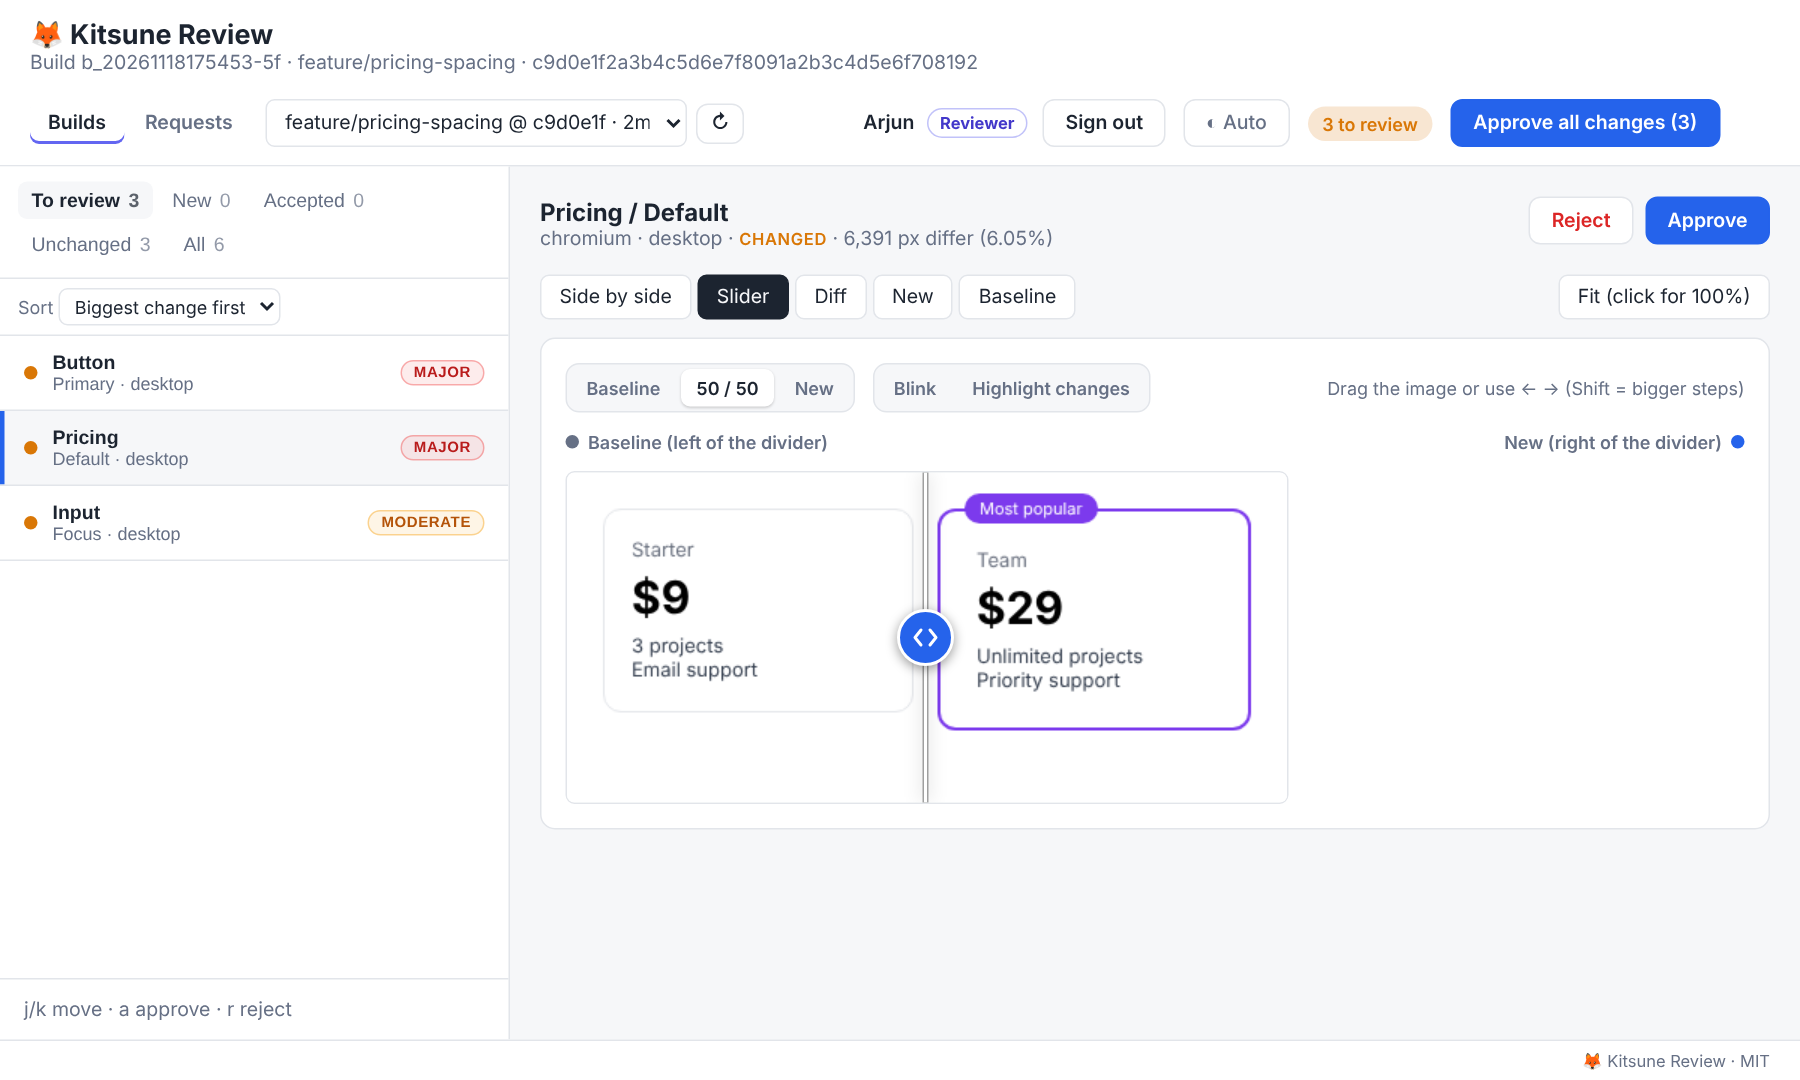 🦊 Kitsune Review
Build b_20261118175453-5f · feature/pricing-spacing · c9d0e1f2a3b4c5d6e7f8091a2b3c4d5e6f708192
Builds Requests feature/pricing-spacing @ c9d0e1f · 2m Arjun Reviewer Sign out Auto 3 to review Approve all changes (3)
To review 3 New 0 Accepted 0
Unchanged 3 All 6
Sort Biggest change first
Button
Primary · desktop
MAJOR
Pricing
Default · desktop
MAJOR
Input
Focus · desktop
MODERATE
j/k move · a approve · r reject
Pricing / Default
chromium · desktop · CHANGED · 6,391 px differ (6.05%)
Reject Approve
Side by side Slider Diff New Baseline Fit (click for 100%)
Baseline 50 / 50 New Blink Highlight changes Drag the image or use ← → (Shift = bigger steps)
Baseline (left of the divider) New (right of the divider)
Starter
$9
3 projects
Email support
Most popular
Team
$29
Unlimited projects
Priority support
🦊 Kitsune Review · MIT